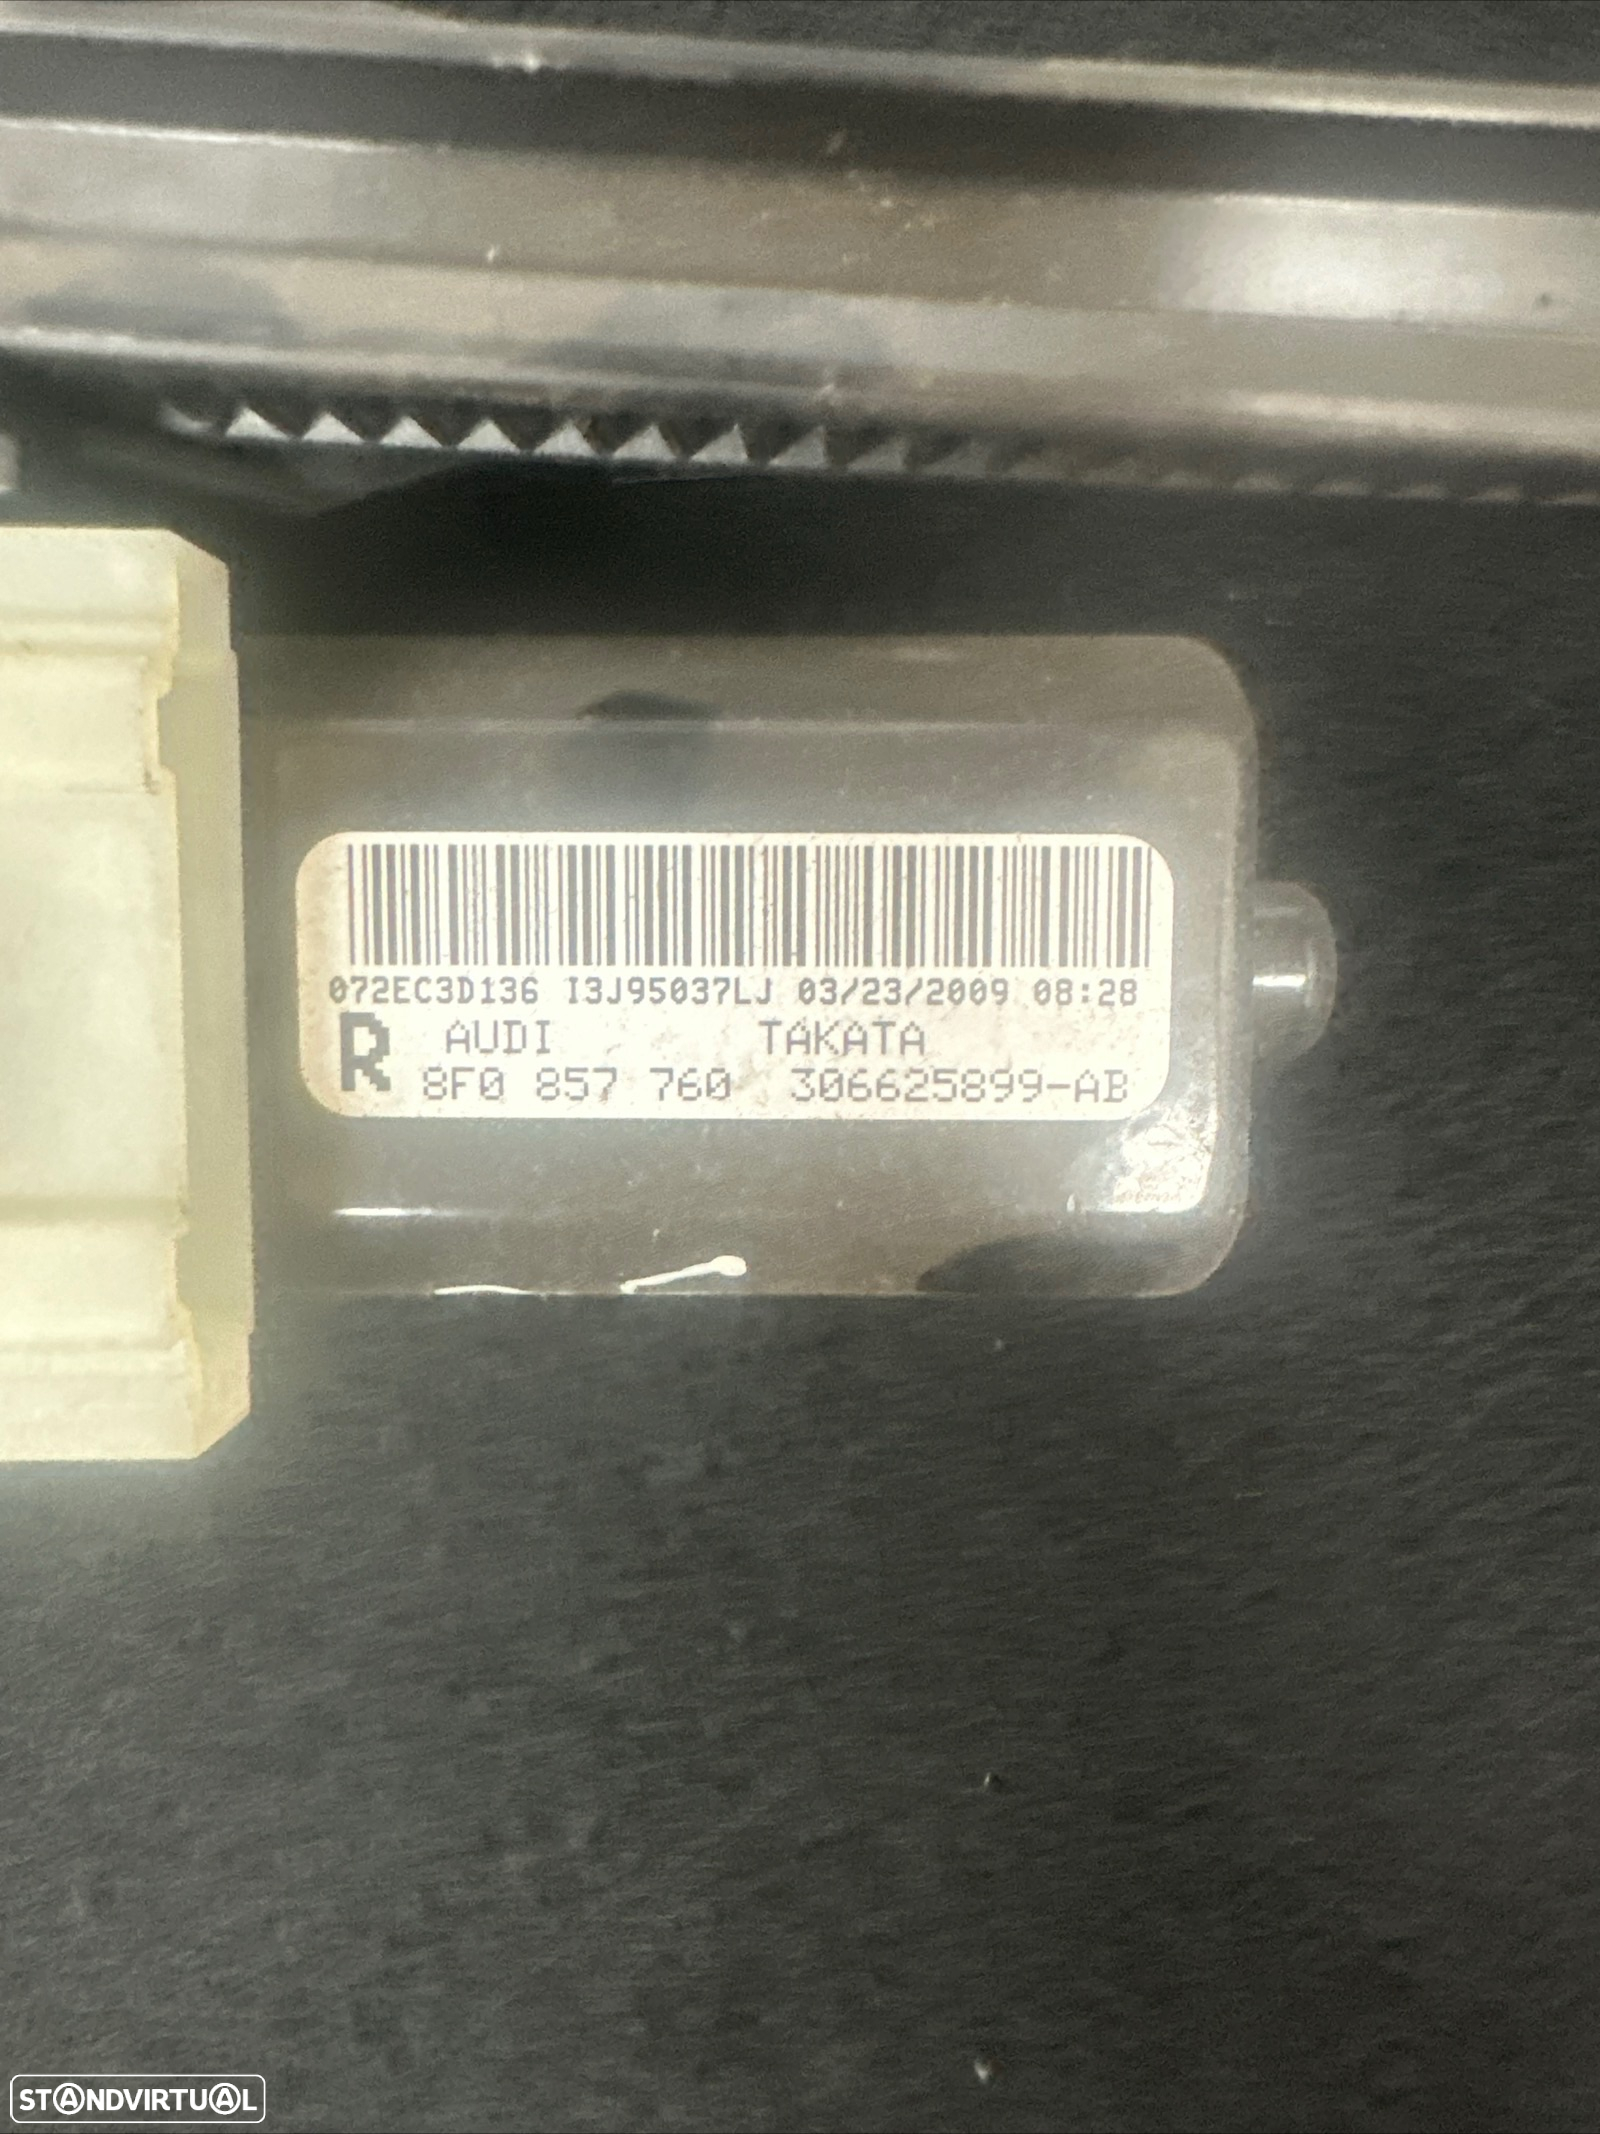 072EC3D136 I3J95037LJ 03/23/2009 08:28
R AUDI TAKATA
8F0 857 760 306625899-AB
STANDVIRTUAL